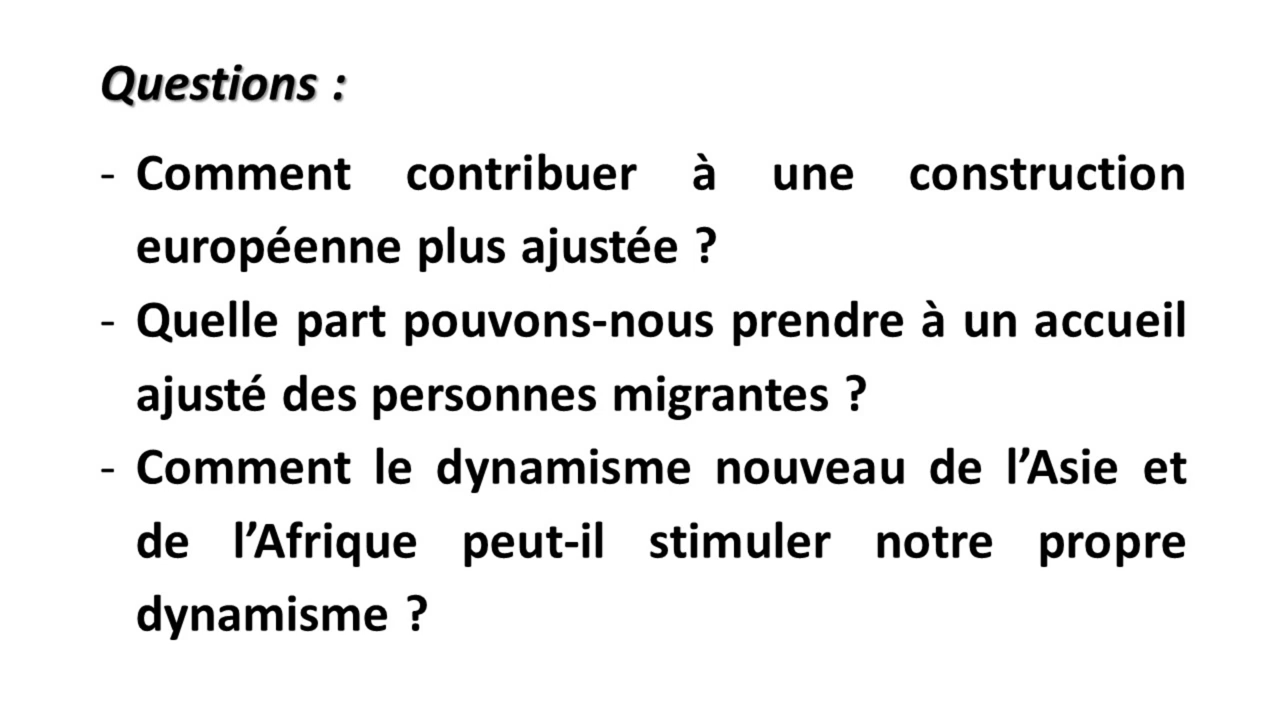 Questions :
- Comment contribuer à une construction
européenne plus ajustée ?
- Quelle part pouvons-nous prendre à un accueil
ajusté des personnes migrantes ?
- Comment le dynamisme nouveau de l’Asie et
de l’Afrique peut-il stimuler notre propre
dynamisme ?